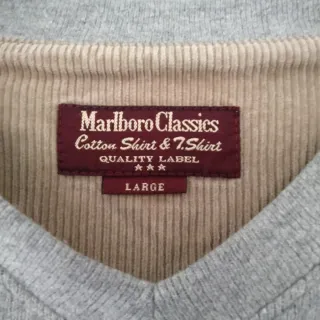 Marlboro Classics
Cotton Shirt & T.Shirt
QUALITY LABEL
★★★
LARGE